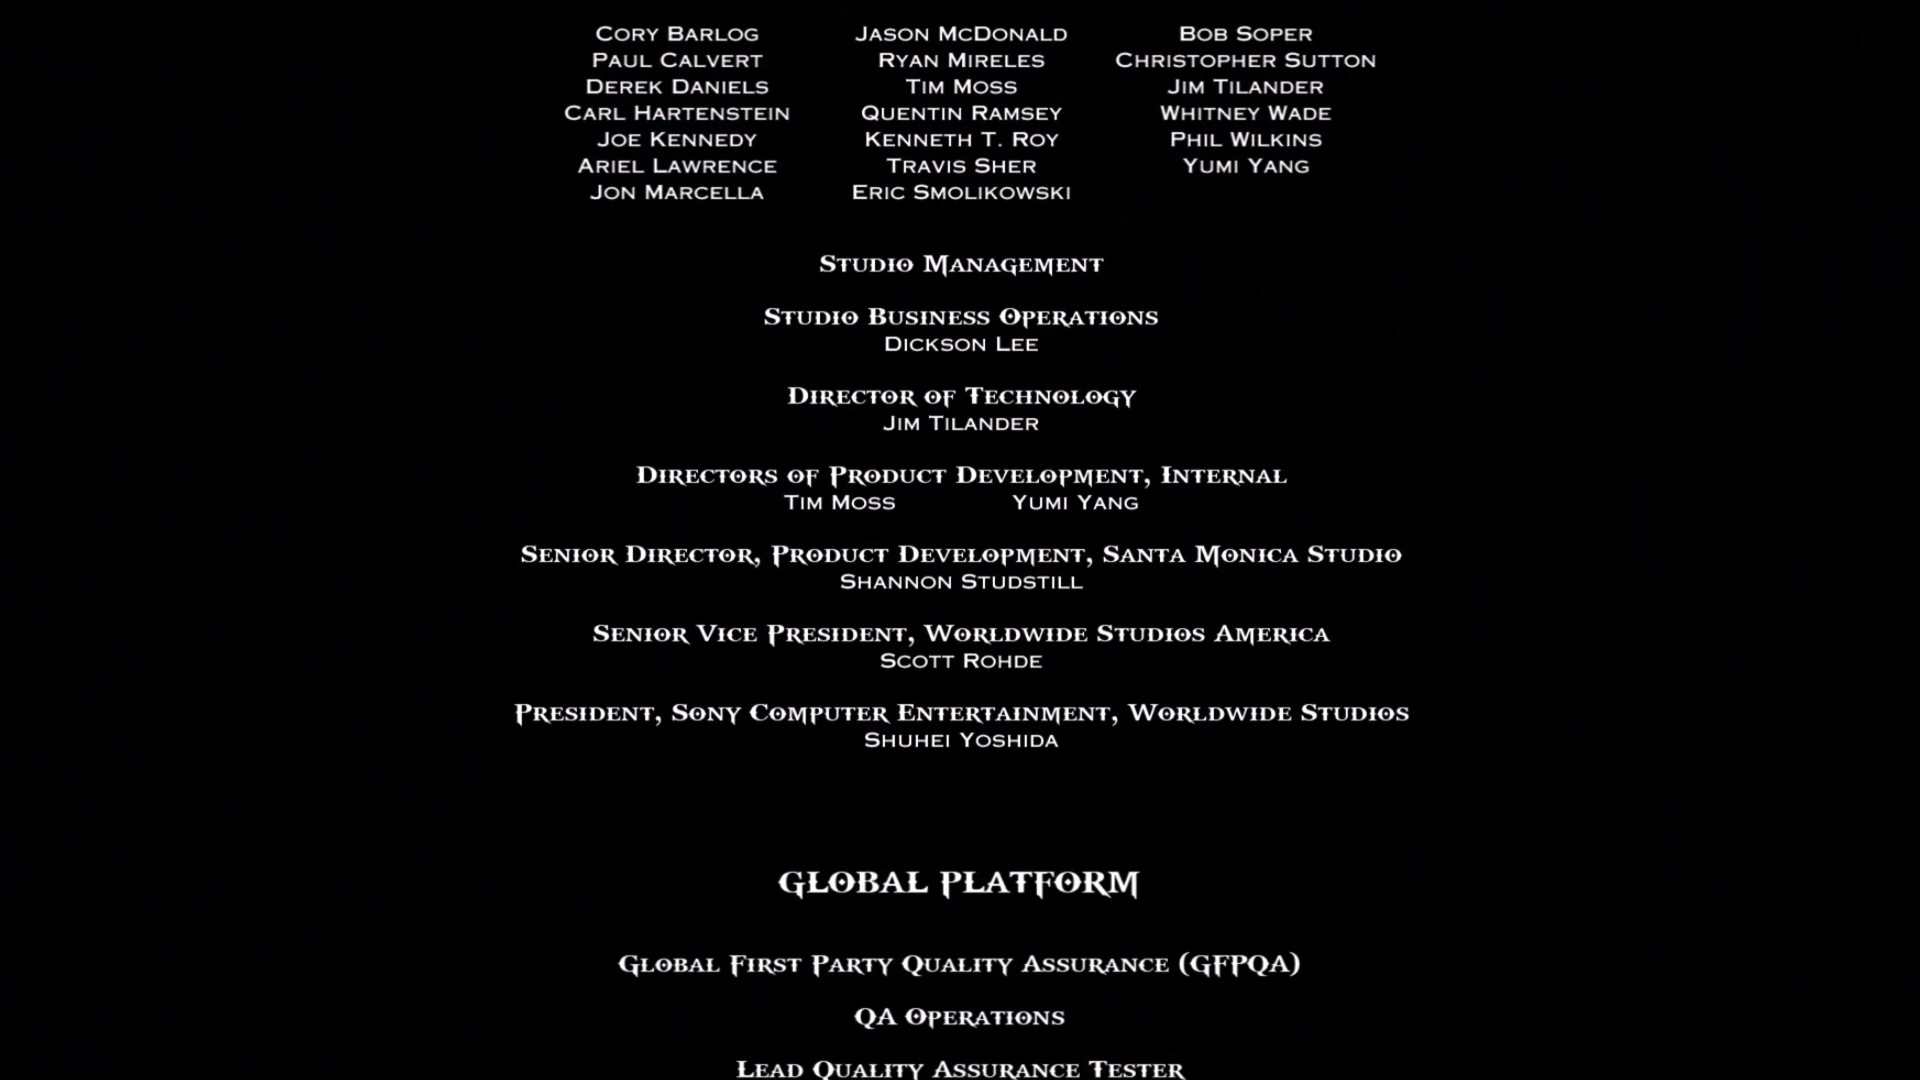 Cory Barlog Jason McDonald Bob Soper
Paul Calvert Ryan Mireles Christopher Sutton
Derek Daniels Tim Moss Jim Tilander
Carl Hartenstein Quentin Ramsey Whitney Wade
Joe Kennedy Kenneth T. Roy Phil Wilkins
Ariel Lawrence Travis Sher Yumi Yang
Jon Marcella Eric Smolikowski
Studio Management
Studio Business Operations
Dickson Lee
Director of Technology
Jim Tilander
Directors of Product Development, Internal
Tim Moss Yumi Yang
Senior Director, Product Development, Santa Monica Studio
Shannon Studstill
Senior Vice President, Worldwide Studios America
Scott Rohde
President, Sony Computer Entertainment, Worldwide Studios
Shuhei Yoshida
GLOBAL PLATFORM
Global First Party Quality Assurance (GFPQA)
QA Operations
Lead Quality Assurance Tester